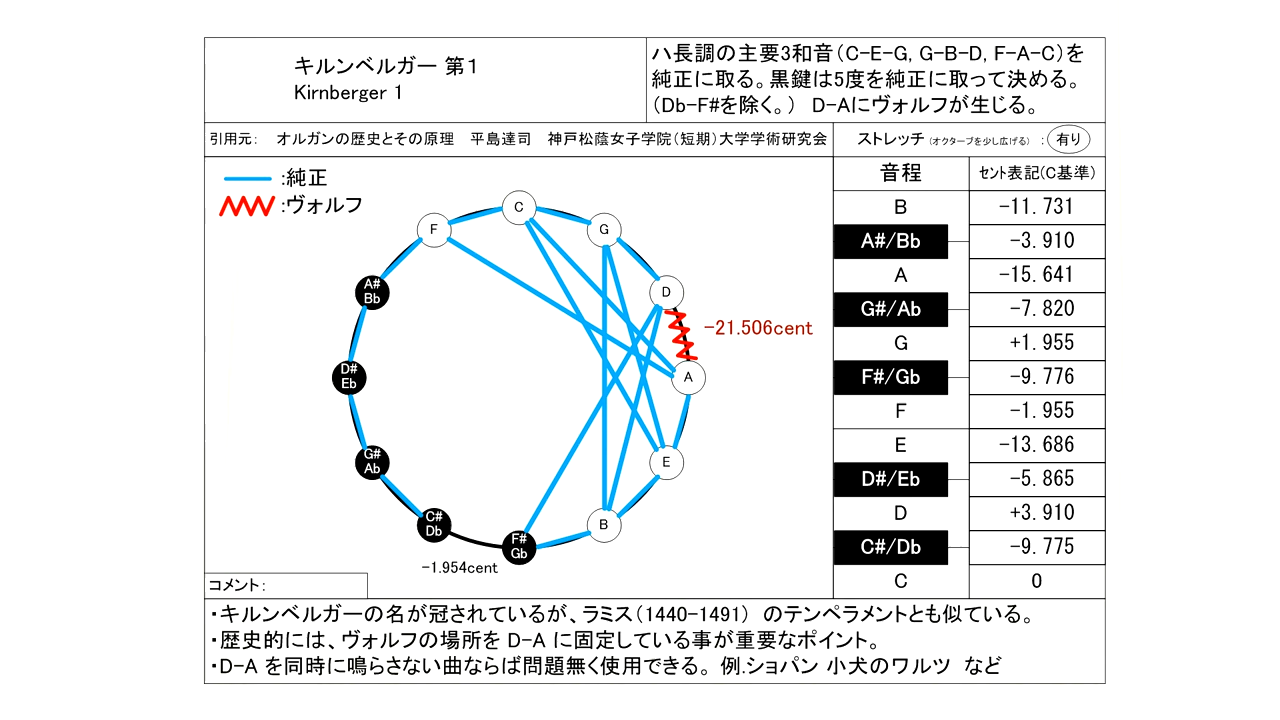 キルンベルガー 第1
Kirnberger 1
ハ長調の主要3和音(C-E-G, G-B-D, F-A-C)を
純正に取る。黒鍵は5度を純正に取って決める。
(Db-F#を除く。) D-Aにヴォルフが生じる。
引用元: オルガンの歴史とその原理 平島達司 神戸松蔭女子学院(短期)大学学術研究会
ストレッチ (オクターブを少し広げる) : 有り
:純正
:ヴォルフ
C
G
D
A
E
B
F#
Gb
C#
Db
G#
Ab
D#
Eb
A#
Bb
F
-21.506cent
-1.954cent
音程 セント表記(C基準)
B -11.731
A#/Bb -3.910
A -15.641
G#/Ab -7.820
G +1.955
F#/Gb -9.776
F -1.955
E -13.686
D#/Eb -5.865
D +3.910
C#/Db -9.775
C 0
コメント:
・キルンベルガーの名が冠されているが、ラミス(1440-1491) のテンペラメントとも似ている。
・歴史的には、ヴォルフの場所を D-A に固定している事が重要なポイント。
・D-A を同時に鳴らさない曲ならば問題無く使用できる。 例.ショパン 小犬のワルツ など